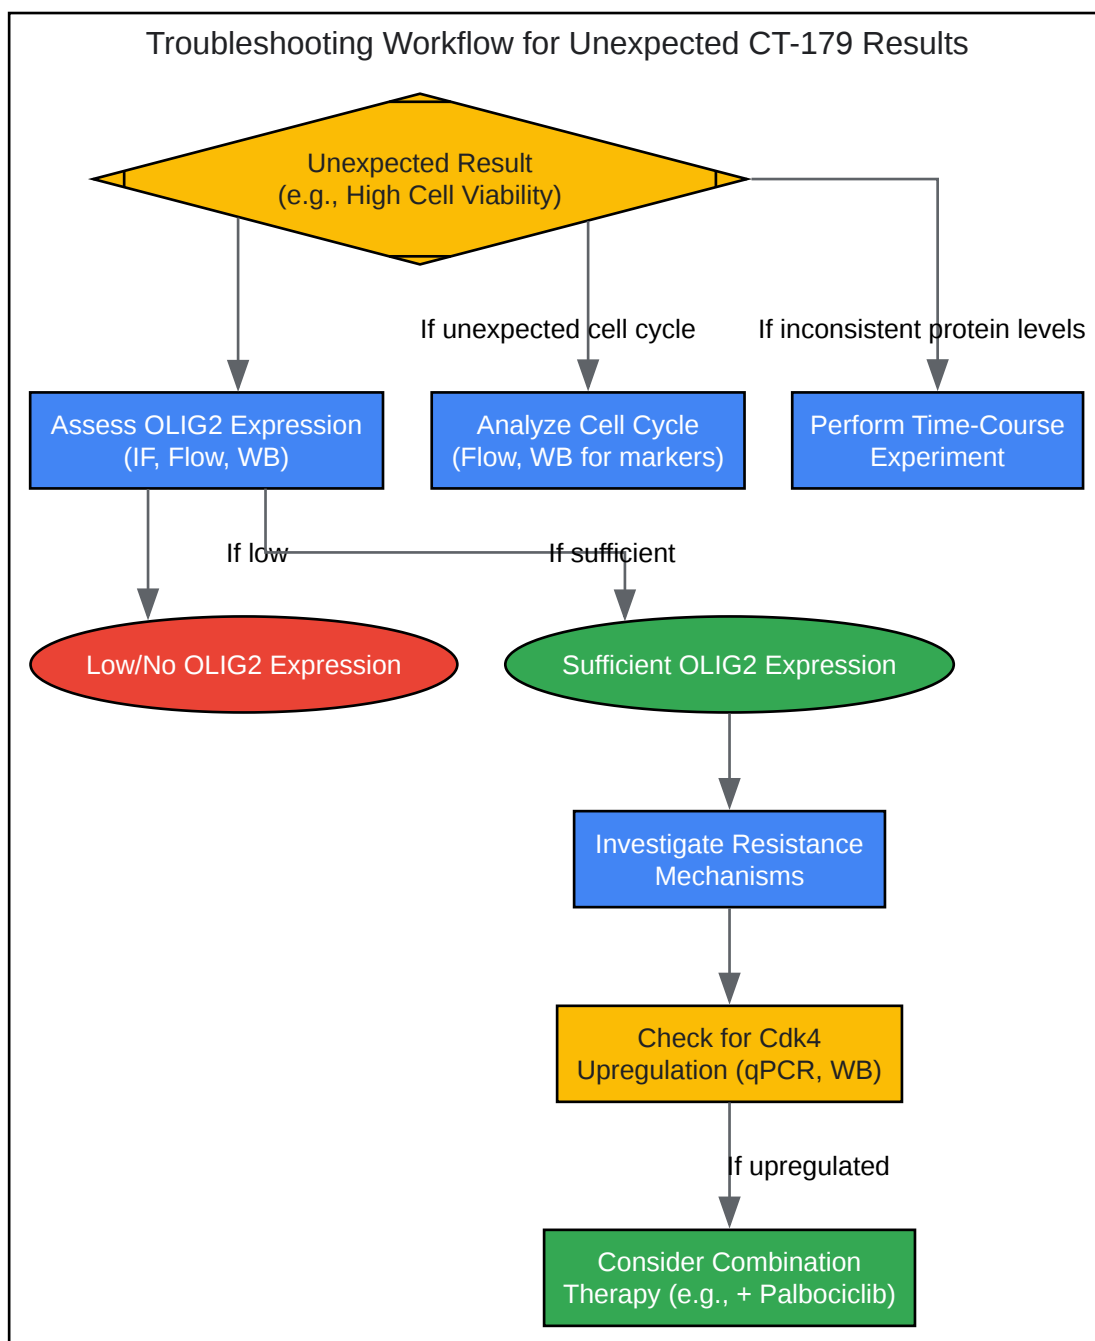 Troubleshooting Workflow for Unexpected CT-179 Results
Unexpected Result
(e.g., High Cell Viability)
If unexpected cell cycle
If inconsistent protein levels
Assess OLIG2 Expression
(IF, Flow, WB)
Analyze Cell Cycle
(Flow, WB for markers)
Perform Time-Course
Experiment
If low
If sufficient
Low/No OLIG2 Expression
Sufficient OLIG2 Expression
Investigate Resistance
Mechanisms
Check for Cdk4
Upregulation (qPCR, WB)
If upregulated
Consider Combination
Therapy (e.g., + Palbociclib)